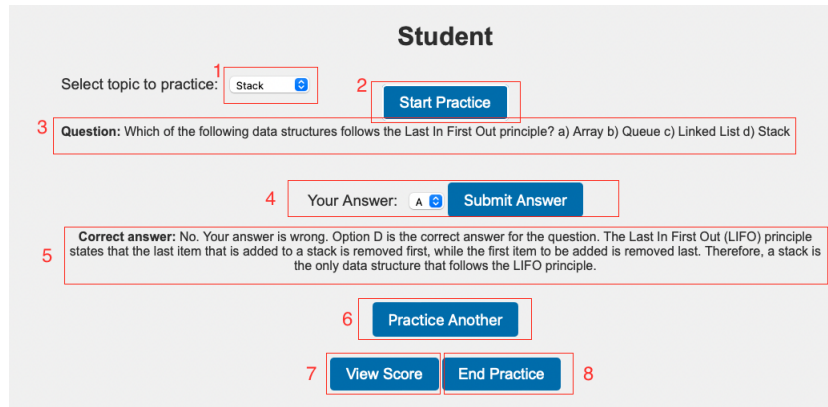 Student
1
Select topic to practice: Stack
2
Start Practice
3
Question: Which of the following data structures follows the Last In First Out principle? a) Array b) Queue c) Linked List d) Stack
4
Your Answer: A Submit Answer
5
Correct answer: No. Your answer is wrong. Option D is the correct answer for the question. The Last In First Out (LIFO) principle
states that the last item that is added to a stack is removed first, while the first item to be added is removed last. Therefore, a stack is
the only data structure that follows the LIFO principle.
6
Practice Another
7 View Score End Practice 8